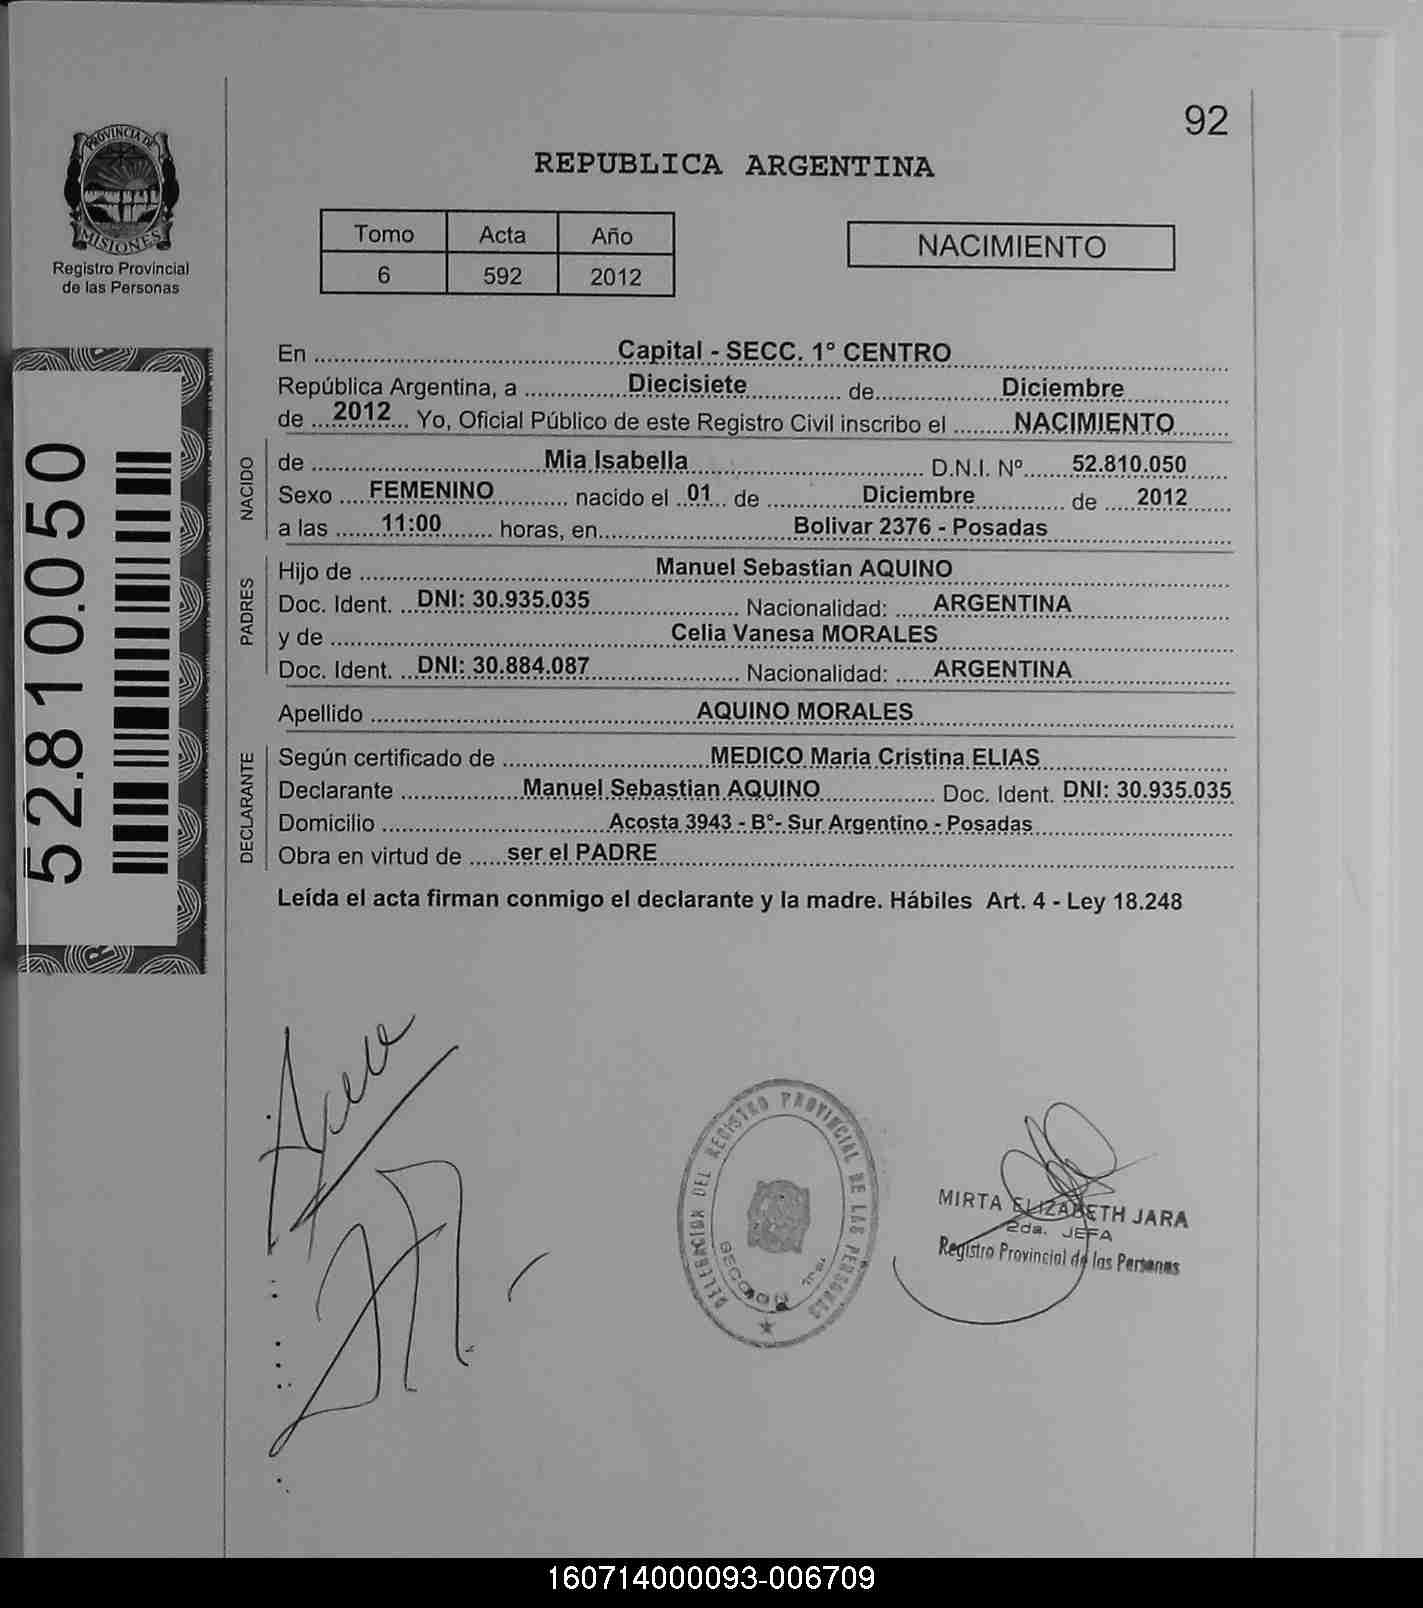 92
REPUBLICA ARGENTINA
PROVINCIA DE
MISIONES
Registro Provincial
de las Personas
Tomo Acta Año
6 592 2012
NACIMIENTO
En Capital - SECC. 1° CENTRO
República Argentina, a Diecisiete de Diciembre
de 2012 Yo, Oficial Público de este Registro Civil inscribo el NACIMIENTO
NACIDO
de Mia Isabella D.N.I. Nº 52.810.050
Sexo FEMENINO nacido el 01 de Diciembre de 2012
a las 11:00 horas, en Bolivar 2376 - Posadas
PADRES
Hijo de Manuel Sebastian AQUINO
Doc. Ident. DNI: 30.935.035 Nacionalidad: ARGENTINA
y de Celia Vanesa MORALES
Doc. Ident. DNI: 30.884.087 Nacionalidad: ARGENTINA
Apellido AQUINO MORALES
DECLARANTE
Según certificado de MEDICO Maria Cristina ELIAS
Declarante Manuel Sebastian AQUINO Doc. Ident. DNI: 30.935.035
Domicilio Acosta 3943 - B°- Sur Argentino - Posadas
Obra en virtud de ser el PADRE
Leída el acta firman conmigo el declarante y la madre. Hábiles Art. 4 - Ley 18.248
52.810.050
DELEGACION DEL REGISTRO PROVINCIAL DE LAS PERSONAS
MIRTA ELIZABETH JARA
2da. JEFA
Registro Provincial de las Personas
160714000093-006709